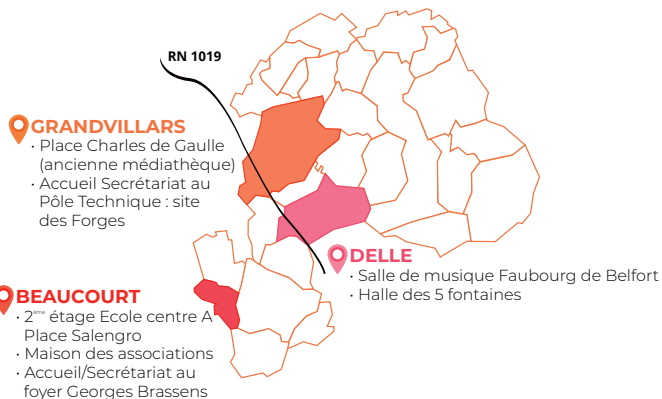 RN 1019
GRANDVILLARS
· Place Charles de Gaulle
(ancienne médiathèque)
· Accueil Secrétariat au
Pôle Technique : site
des Forges
DELLE
· Salle de musique Faubourg de Belfort
· Halle des 5 fontaines
BEAUCOURT
· 2ème étage Ecole centre A
Place Salengro
· Maison des associations
· Accueil/Secrétariat au
foyer Georges Brassens